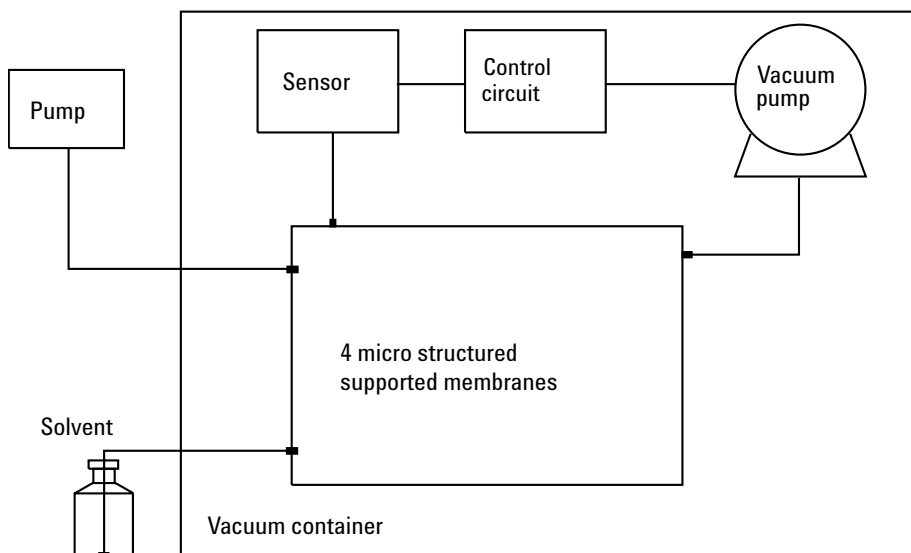 Pump
Sensor
Control
circuit
Vacuum
pump
4 micro structured
supported membranes
Solvent
Vacuum container